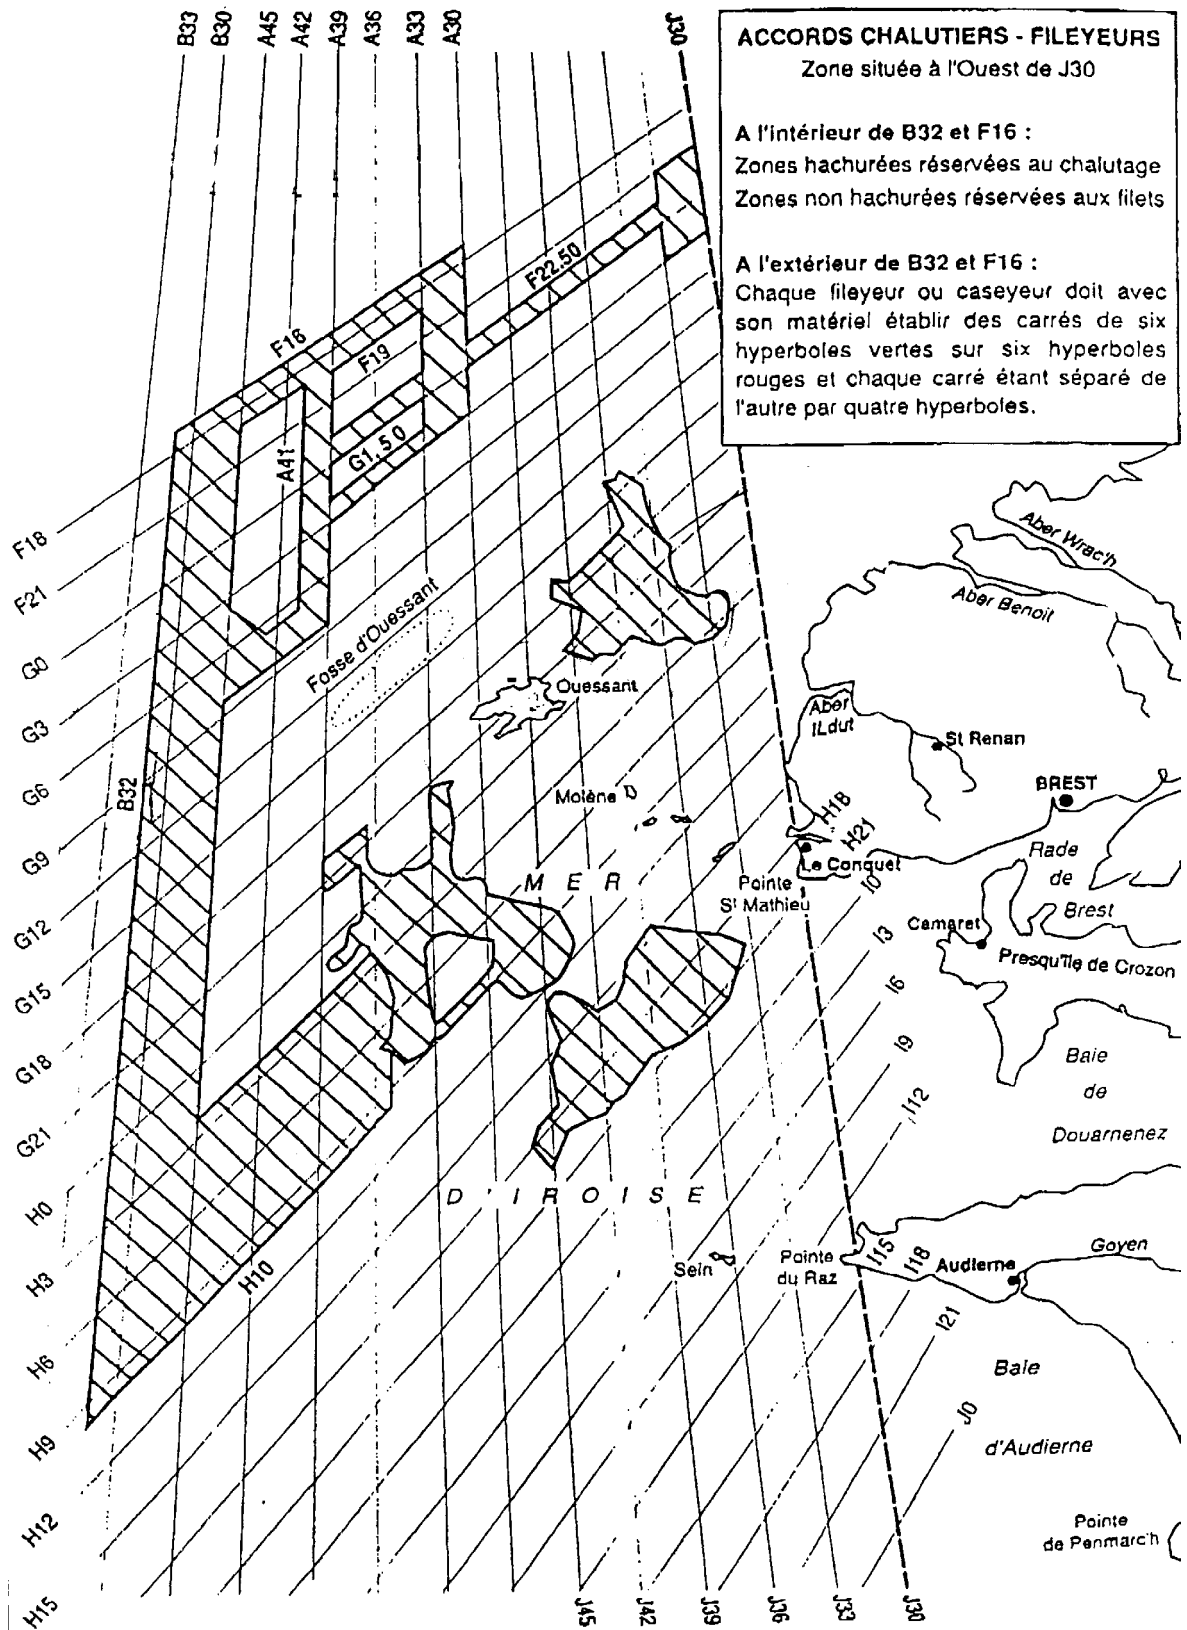 B33
B30
A45
A42
A39
A36
A33
A30
J30
ACCORDS CHALUTIERS - FILEYEURS
Zone située à l'Ouest de J30
A l'intérieur de B32 et F16 :
Zones hachurées réservées au chalutage
Zones non hachurées réservées aux filets
A l'extérieur de B32 et F16 :
Chaque fileyeur ou caseyeur doit avec
son matériel établir des carrés de six
hyperboles vertes sur six hyperboles
rouges et chaque carré étant séparé de
l'autre par quatre hyperboles.
F22.50
F16
F19
G1,50
A41
F18
F21
G0
G3
G6
G9
G12
G15
G18
G21
H0
H3
H6
H9
H12
H15
B32
H10
Fosse d'Ouessant
Ouessant
Molène
Aber Wrac'h
Aber Benoit
Aber
ILdut
St Renan
BREST
H18
H21
Le Conquet
Rade
de
Brest
Pointe
St Mathieu
MER
I0
I3
I6
I9
I12
Camaret
Presqu'île de Crozon
Baie
de
Douarnenez
D'IROISE
Sein
Pointe
du Raz
I15
I18
Audierne
Goyen
I21
J0
Baie
d'Audierne
Pointe
de Penmarc'h
J45
J42
J39
J36
J33
J30